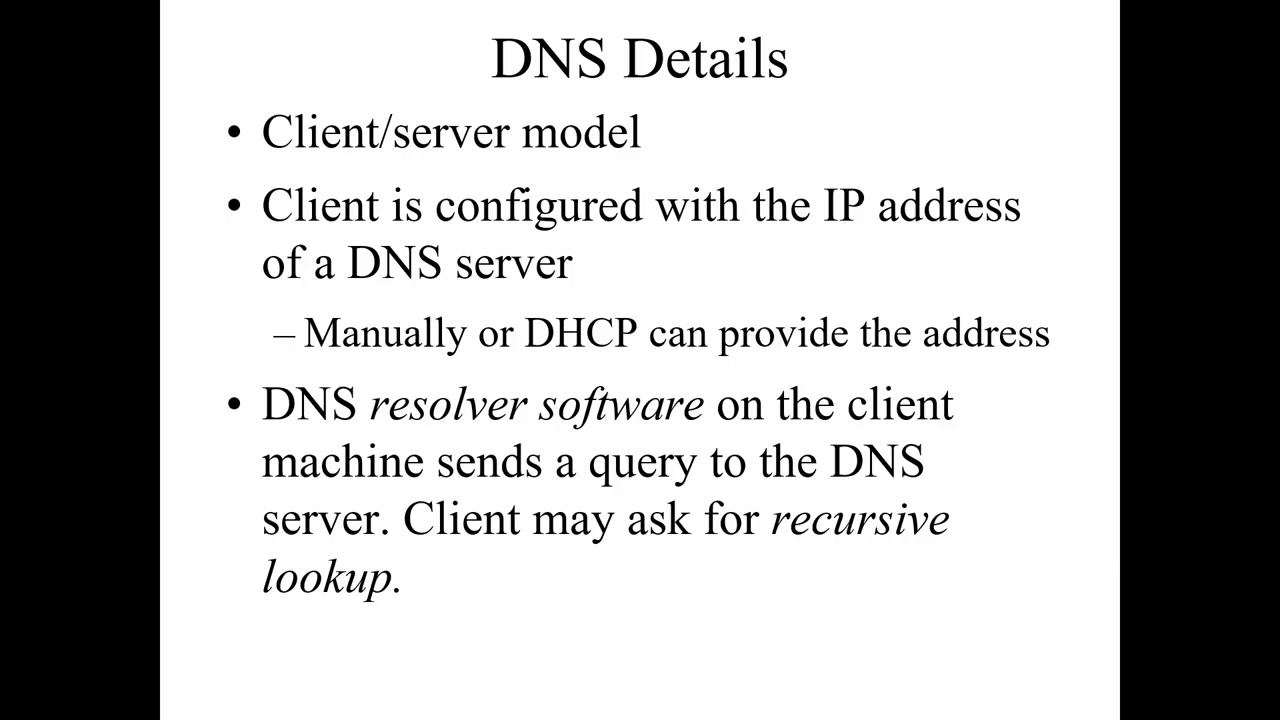 DNS Details
• Client/server model
• Client is configured with the IP address
of a DNS server
– Manually or DHCP can provide the address
• DNS resolver software on the client
machine sends a query to the DNS
server. Client may ask for recursive
lookup.